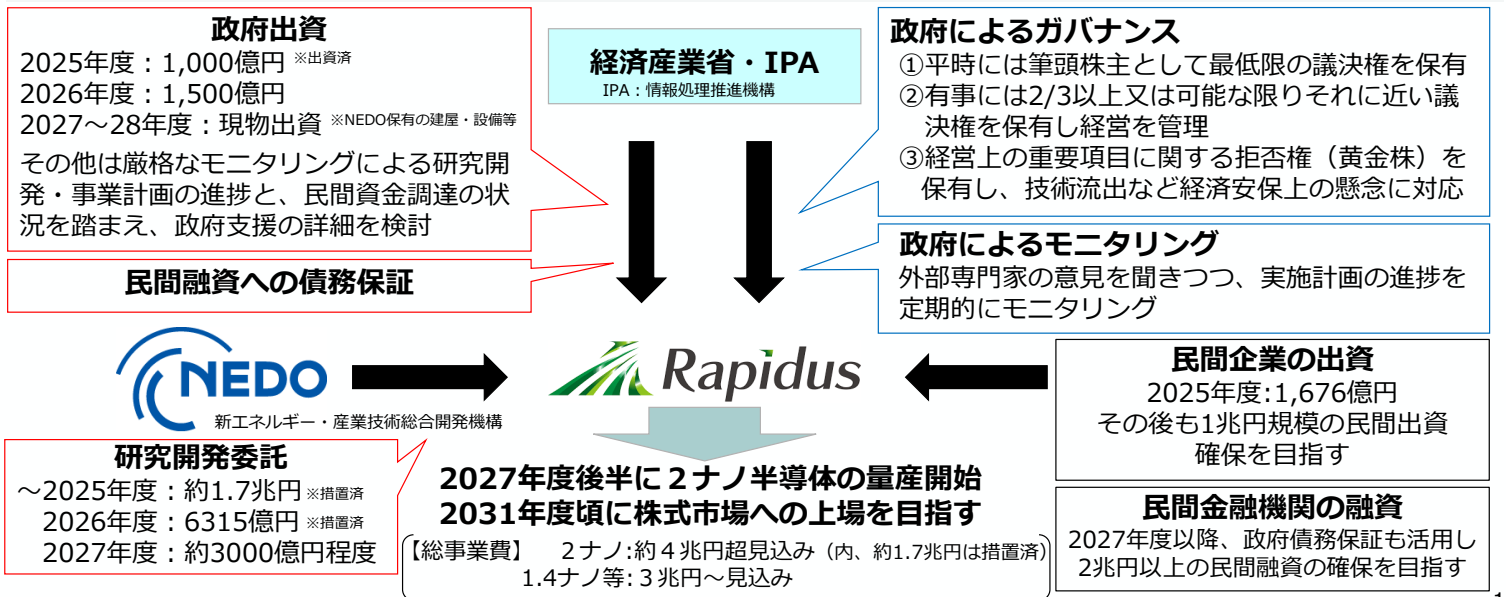 政府出資
2025年度：1,000億円 ※出資済
2026年度：1,500億円
2027～28年度：現物出資 ※NEDO保有の建屋・設備等
その他は厳格なモニタリングによる研究開
発・事業計画の進捗と、民間資金調達の状
況を踏まえ、政府支援の詳細を検討
民間融資への債務保証
経済産業省・IPA
IPA：情報処理推進機構
政府によるガバナンス
①平時には筆頭株主として最低限の議決権を保有
②有事には2/3以上又は可能な限りそれに近い議
決権を保有し経営を管理
③経営上の重要項目に関する拒否権（黄金株）を
保有し、技術流出など経済安保上の懸念に対応
政府によるモニタリング
外部専門家の意見を聞きつつ、実施計画の進捗を
定期的にモニタリング
NEDO
新エネルギー・産業技術総合開発機構
Rapidus
研究開発委託
～2025年度：約1.7兆円 ※措置済
2026年度：6315億円 ※措置済
2027年度：約3000億円程度
2027年度後半に２ナノ半導体の量産開始
2031年度頃に株式市場への上場を目指す
【総事業費】 ２ナノ:約４兆円超見込み（内、約1.7兆円は措置済）
1.4ナノ等:３兆円～見込み
民間企業の出資
2025年度:1,676億円
その後も1兆円規模の民間出資
確保を目指す
民間金融機関の融資
2027年度以降、政府債務保証も活用し
2兆円以上の民間融資の確保を目指す